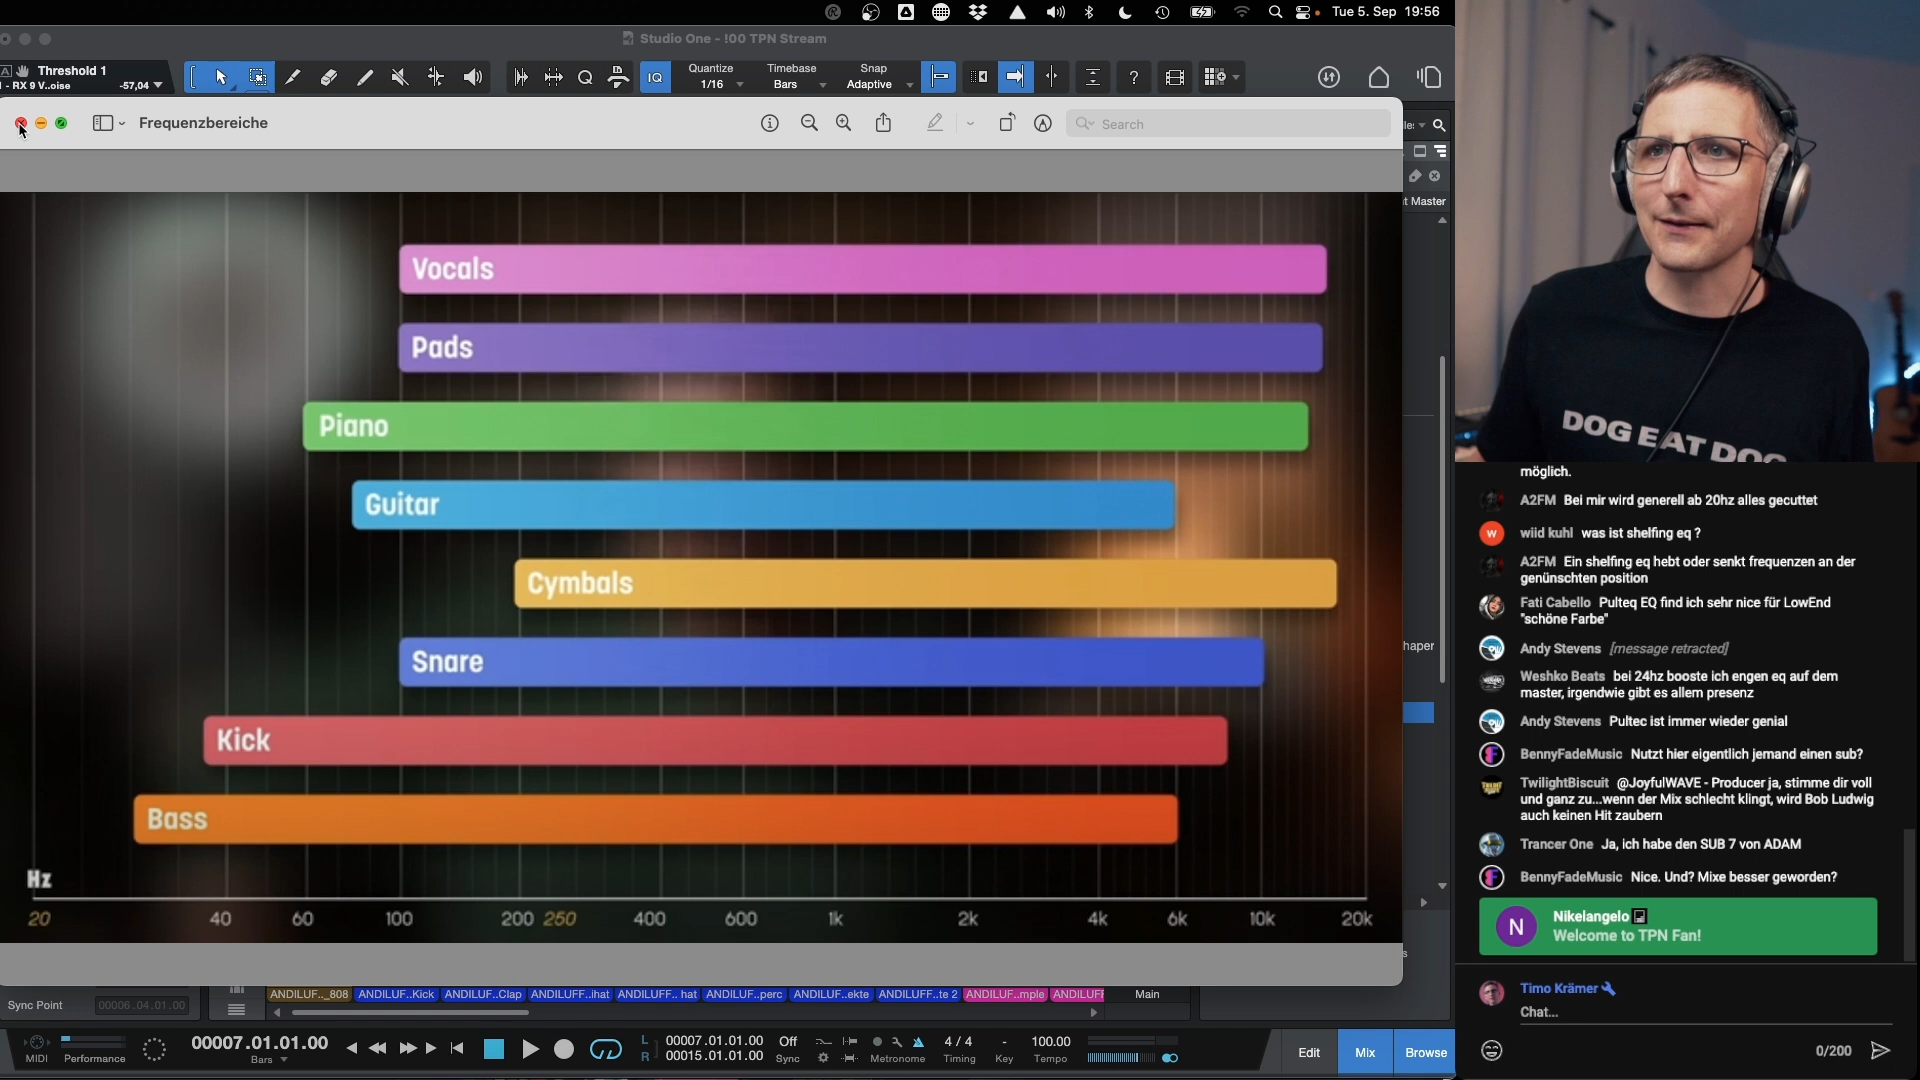 Tue 5. Sep 19:56
Studio One - !00 TPN Stream
Threshold 1
- RX 9 V..oise -57,04
IQ
Quantize
1/16
Timebase
Bars
Snap
Adaptive
?
Frequenzbereiche
Search
t Master
haper
Vocals
Pads
Piano
Guitar
Cymbals
Snare
Kick
Bass
Hz
20 40 60 100 200 250 400 600 1k 2k 4k 6k 10k 20k
DOG EAT DOG
möglich.
A2FM Bei mir wird generell ab 20hz alles gecuttet
w
wiid kuhl was ist shelfing eq ?
A2FM Ein shelfing eq hebt oder senkt frequenzen an der
genünschten position
Fati Cabello Pulteq EQ find ich sehr nice für LowEnd
"schöne Farbe"
Andy Stevens [message retracted]
Weshko Beats bei 24hz booste ich engen eq auf dem
master, irgendwie gibt es allem presenz
Andy Stevens Pultec ist immer wieder genial
BennyFadeMusic Nutzt hier eigentlich jemand einen sub?
TwilightBiscuit @JoyfulWAVE - Producer ja, stimme dir voll
und ganz zu...wenn der Mix schlecht klingt, wird Bob Ludwig
auch keinen Hit zaubern
Trancer One Ja, ich habe den SUB 7 von ADAM
BennyFadeMusic Nice. Und? Mixe besser geworden?
N
Nikelangelo
Welcome to TPN Fan!
Timo Krämer
Chat...
0/200
Sync Point 00006.04.01.00
ANDILUF.._808 ANDILUF..Kick ANDILUF..Clap ANDILUFF..ihat ANDILUFF.. hat ANDILUF..perc ANDILUF..ekte ANDILUFF..te 2 ANDILUF..mple ANDILUFF
Main
MIDI
Performance
00007.01.01.00
Bars
L 00007.01.01.00
R 00015.01.01.00
Off
Sync
Metronome
4 / 4
Timing
-
Key
100.00
Tempo
Edit
Mix
Browse